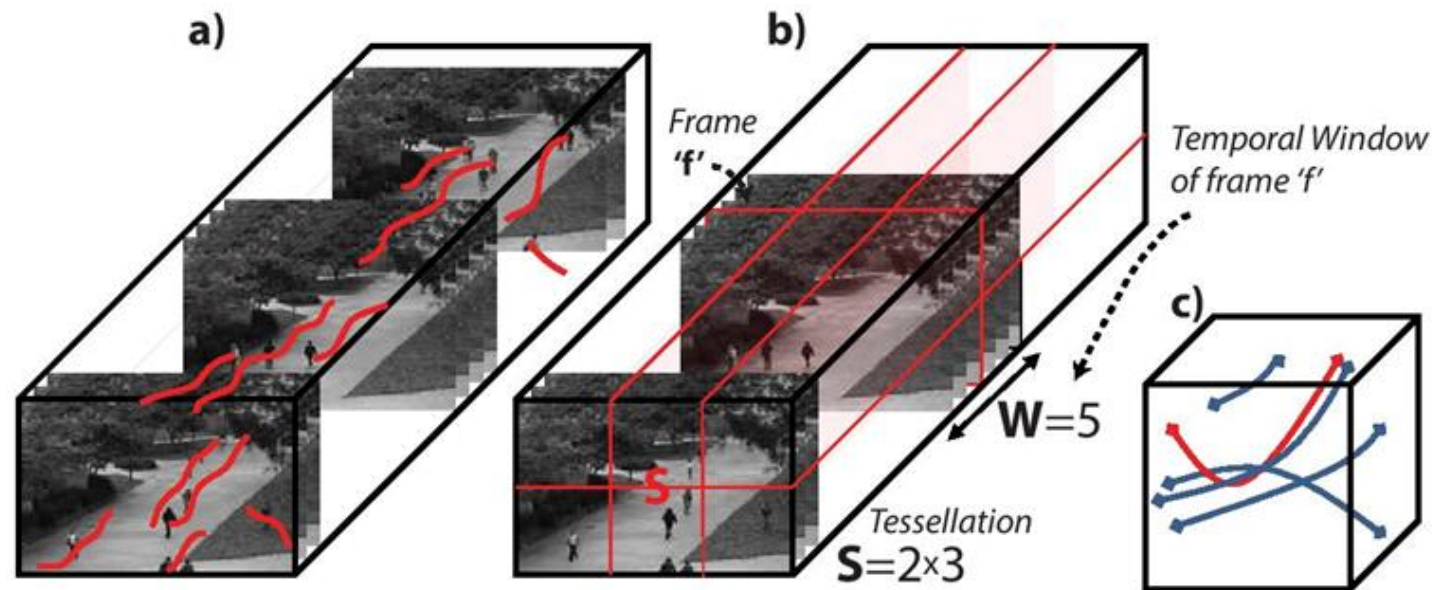 a)
b)
Frame
'f'
Temporal Window
of frame 'f'
c)
W=5
S
Tessellation
S=2×3